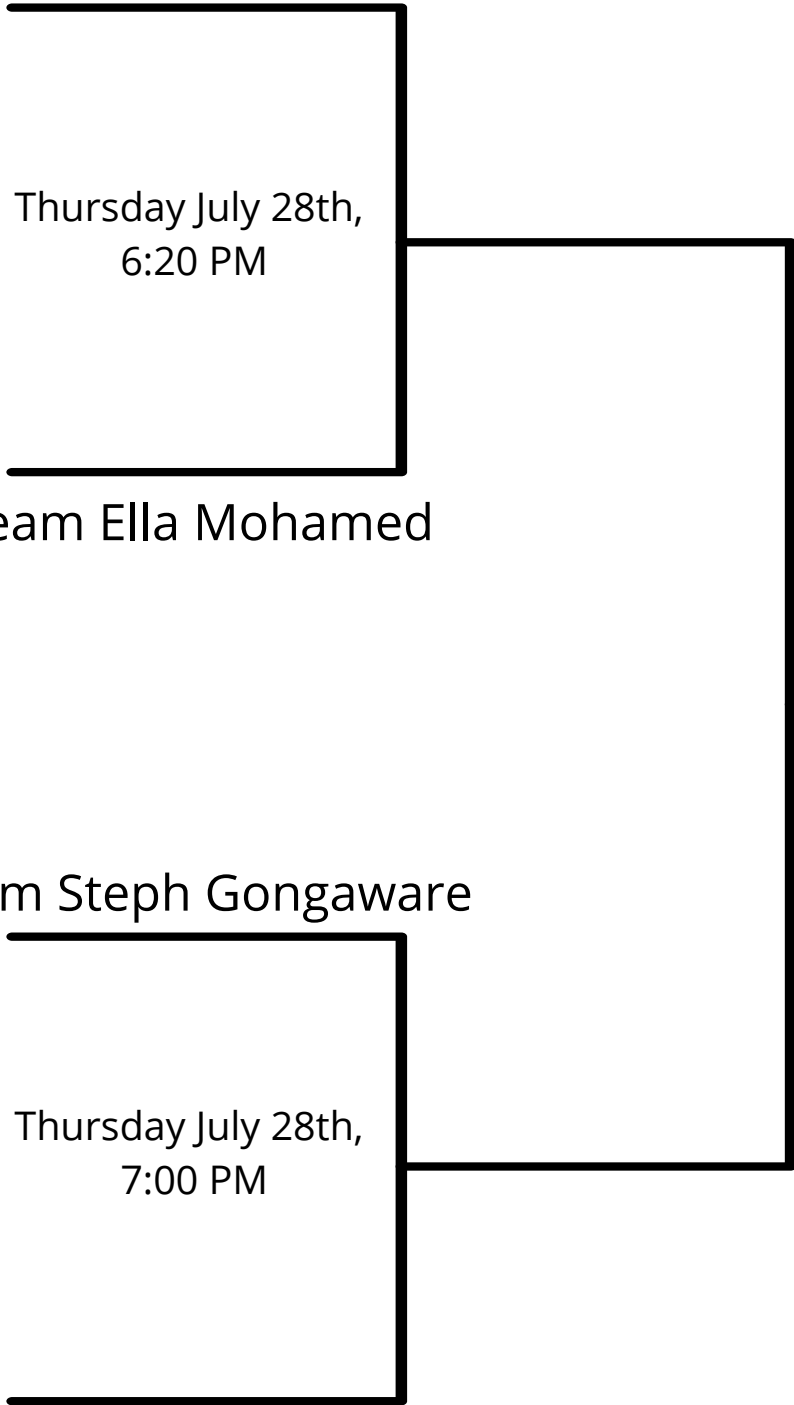 Thursday July 28th,
6:20 PM
eam Ella Mohamed
m Steph Gongaware
Thursday July 28th,
7:00 PM